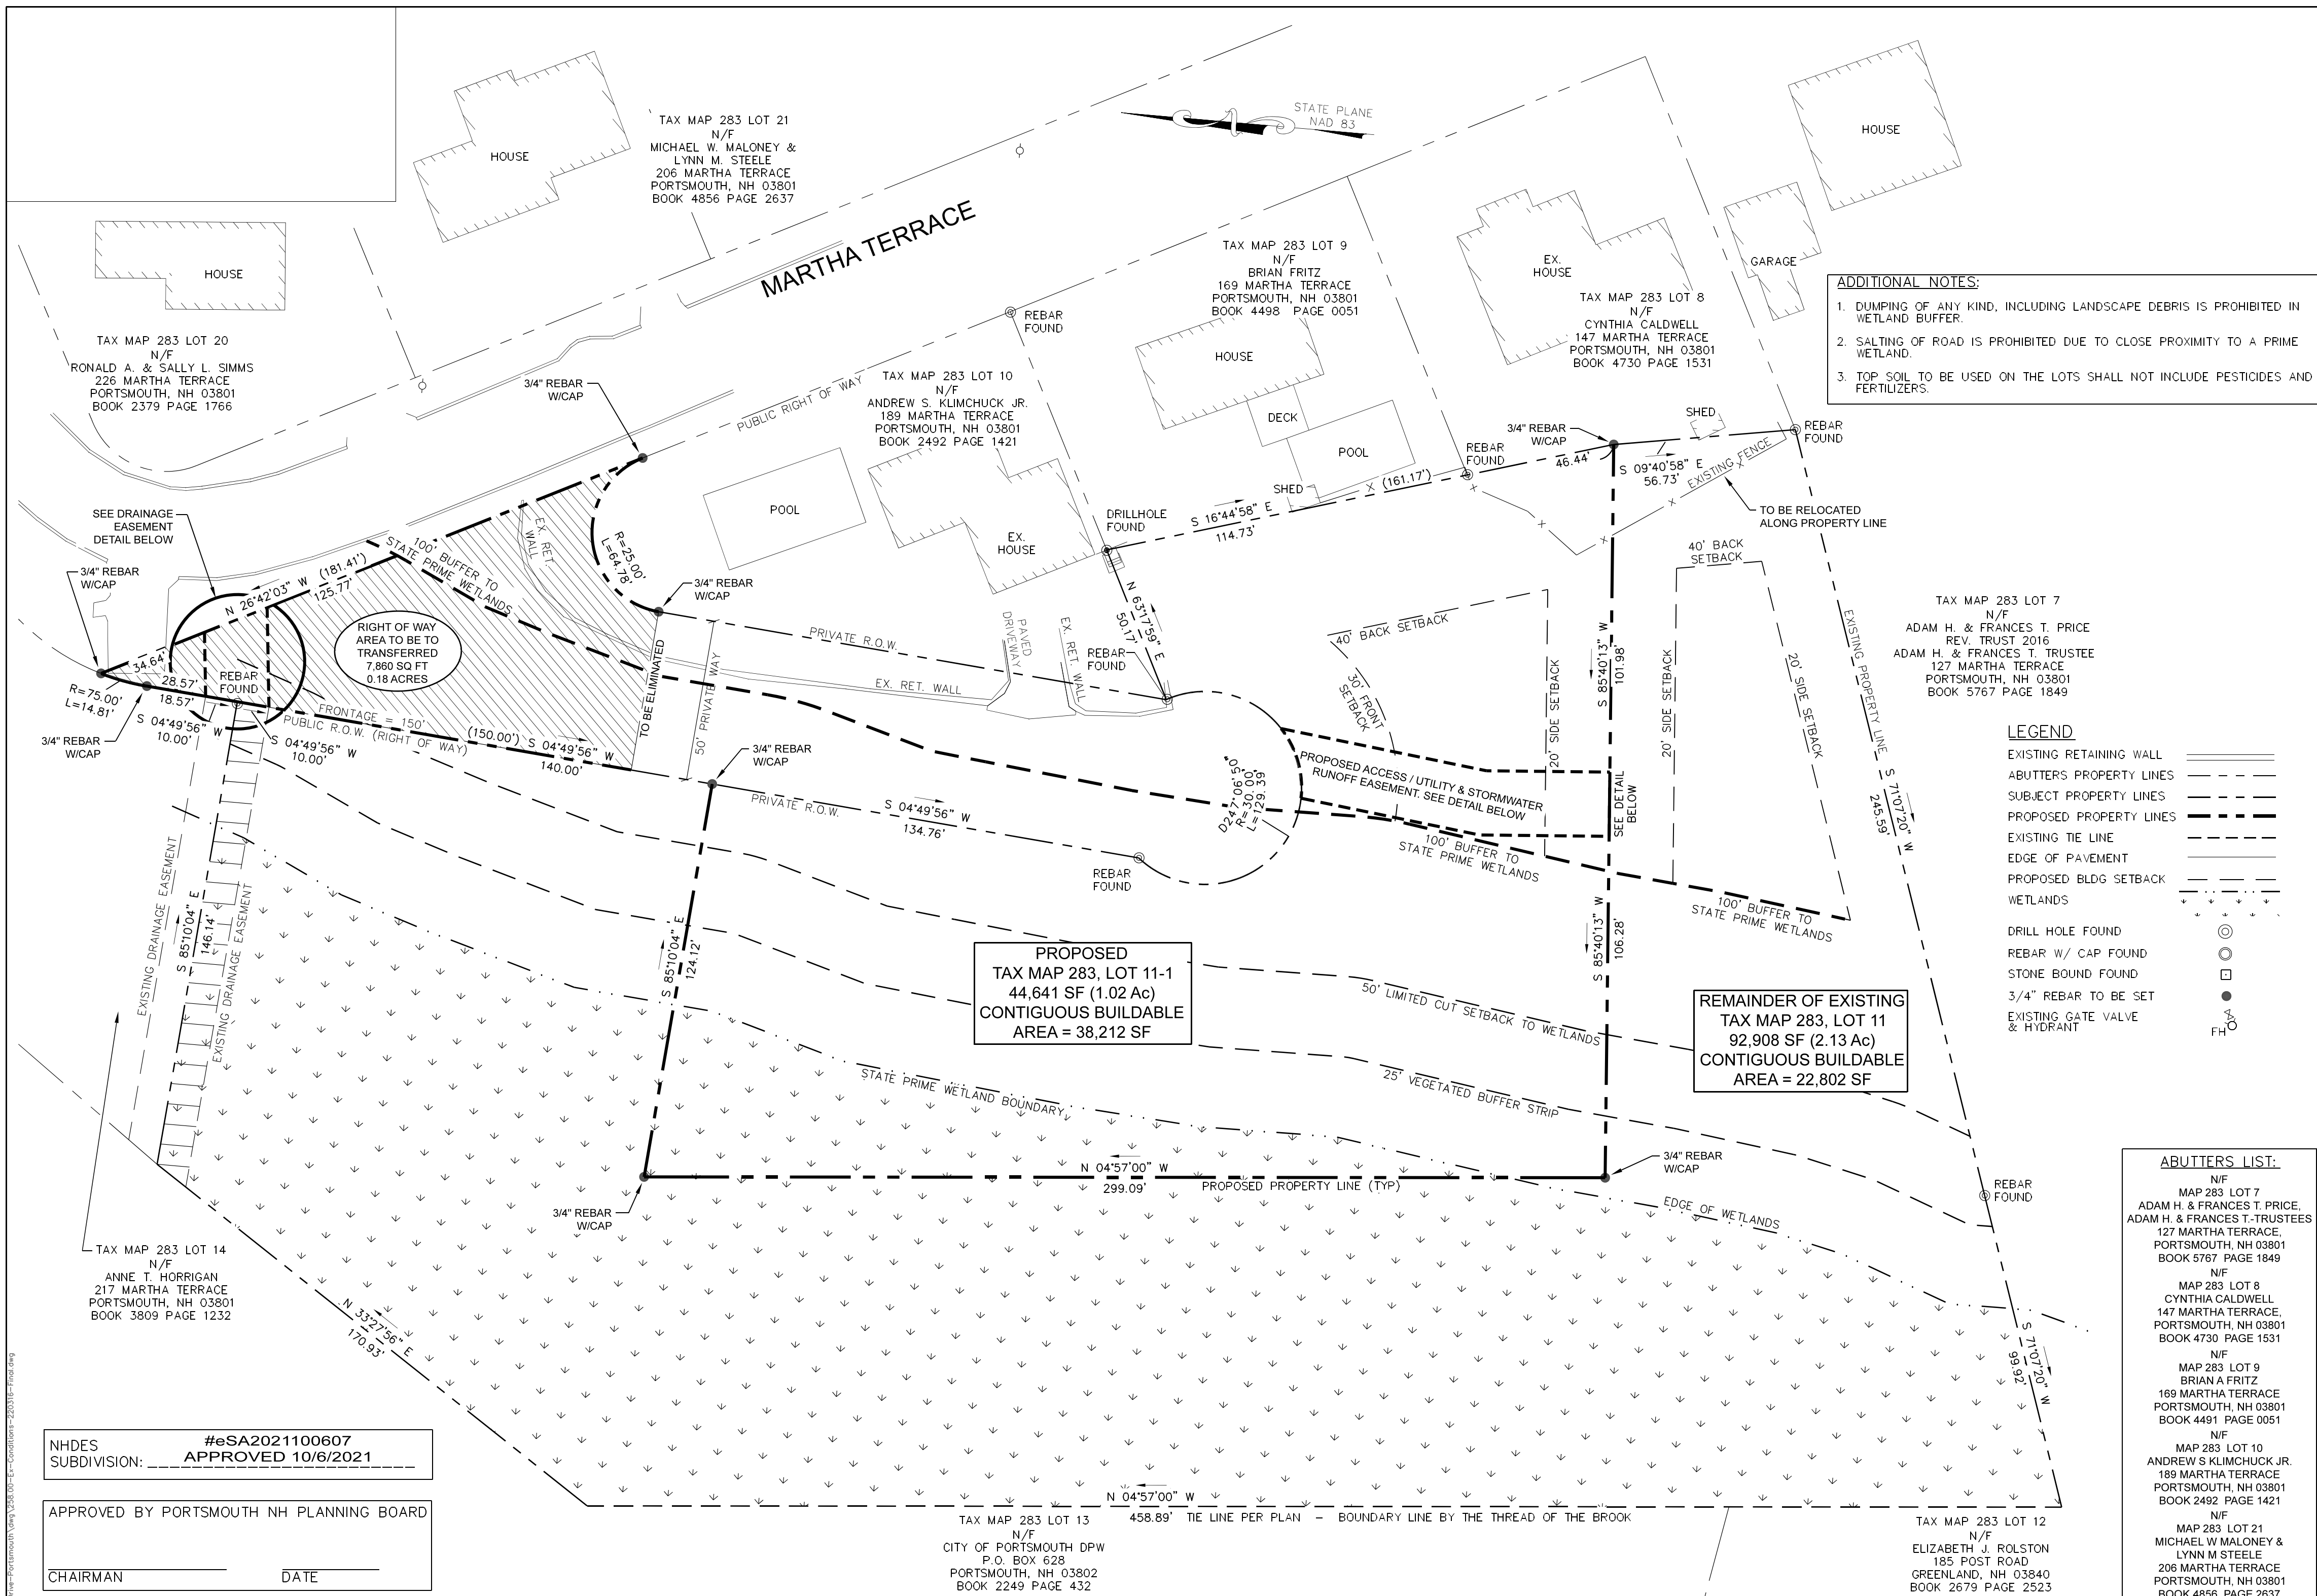 TAX MAP 283 LOT 21
N/F
MICHAEL W. MALONEY &
LYNN M. STEELE
206 MARTHA TERRACE
PORTSMOUTH, NH 03801
BOOK 4856 PAGE 2637
HOUSE
STATE PLANE
NAD 83
HOUSE
HOUSE
TAX MAP 283 LOT 20
N/F
RONALD A. & SALLY L. SIMMS
226 MARTHA TERRACE
PORTSMOUTH, NH 03801
BOOK 2379 PAGE 1766
MARTHA TERRACE
TAX MAP 283 LOT 9
N/F
BRIAN FRITZ
169 MARTHA TERRACE
PORTSMOUTH, NH 03801
BOOK 4498 PAGE 0051
HOUSE
DECK
POOL
EX.
HOUSE
TAX MAP 283 LOT 8
N/F
CYNTHIA CALDWELL
147 MARTHA TERRACE
PORTSMOUTH, NH 03801
BOOK 4730 PAGE 1531
GARAGE
ADDITIONAL NOTES:
1. DUMPING OF ANY KIND, INCLUDING LANDSCAPE DEBRIS IS PROHIBITED IN
WETLAND BUFFER.
2. SALTING OF ROAD IS PROHIBITED DUE TO CLOSE PROXIMITY TO A PRIME
WETLAND.
3. TOP SOIL TO BE USED ON THE LOTS SHALL NOT INCLUDE PESTICIDES AND
FERTILIZERS.
REBAR
FOUND
3/4" REBAR
W/CAP
PUBLIC RIGHT OF WAY
TAX MAP 283 LOT 10
N/F
ANDREW S. KLIMCHUCK JR.
189 MARTHA TERRACE
PORTSMOUTH, NH 03801
BOOK 2492 PAGE 1421
POOL
EX.
HOUSE
SHED
3/4" REBAR
W/CAP
REBAR
FOUND
46.44'
SHED
REBAR
FOUND
S 09°40'58" E
56.73'
EXISTING FENCE
TO BE RELOCATED
ALONG PROPERTY LINE
DRILLHOLE
FOUND
S 16°44'58" E
(161.17')
114.73'
SEE DRAINAGE
EASEMENT
DETAIL BELOW
3/4" REBAR
W/CAP
N 26°42'03" W (181.41')
125.77'
100' BUFFER TO
STATE PRIME WETLANDS
EX. RET.
WALL
R=25.00'
L=64.78'
3/4" REBAR
W/CAP
RIGHT OF WAY
AREA TO BE TO
TRANSFERRED
7,860 SQ FT
0.18 ACRES
34.64'
28.57'
18.57'
R=75.00'
L=14.81'
REBAR
FOUND
3/4" REBAR
W/CAP
S 04°49'56" W
10.00'
S 04°49'56" W
10.00'
FRONTAGE = 150'
PUBLIC R.O.W. (RIGHT OF WAY)
(150.00') S 04°49'56" W
140.00'
TO BE ELIMINATED
50' PRIVATE WAY
PRIVATE R.O.W.
EX. RET. WALL
PAVED
DRIVEWAY
EX. RET. WALL
N 63°17'59" E
50.17'
REBAR
FOUND
3/4" REBAR
W/CAP
PRIVATE R.O.W.
S 04°49'56" W
134.76'
REBAR
FOUND
D247°06'50"
R=30.00'
L=129.39'
40' BACK SETBACK
30' FRONT
SETBACK
20' SIDE SETBACK
S 85°40'13" W
101.98'
40' BACK
SETBACK
20' SIDE SETBACK
20' SIDE SETBACK
PROPOSED ACCESS / UTILITY & STORMWATER
RUNOFF EASEMENT. SEE DETAIL BELOW
SEE DETAIL
BELOW
100' BUFFER TO
STATE PRIME WETLANDS
100' BUFFER TO
STATE PRIME WETLANDS
EXISTING PROPERTY LINE
S 71°07'20" W
245.59'
TAX MAP 283 LOT 7
N/F
ADAM H. & FRANCES T. PRICE
REV. TRUST 2016
ADAM H. & FRANCES T. TRUSTEE
127 MARTHA TERRACE
PORTSMOUTH, NH 03801
BOOK 5767 PAGE 1849
LEGEND
EXISTING RETAINING WALL
ABUTTERS PROPERTY LINES
SUBJECT PROPERTY LINES
PROPOSED PROPERTY LINES
EXISTING TIE LINE
EDGE OF PAVEMENT
PROPOSED BLDG SETBACK
WETLANDS
DRILL HOLE FOUND
REBAR W/ CAP FOUND
STONE BOUND FOUND
3/4" REBAR TO BE SET
EXISTING GATE VALVE
& HYDRANT
FH
EXISTING DRAINAGE EASEMENT
S 85°10'04" E
146.14'
EXISTING DRAINAGE EASEMENT
S 85°10'04" E
124.12'
PROPOSED
TAX MAP 283, LOT 11-1
44,641 SF (1.02 Ac)
CONTIGUOUS BUILDABLE
AREA = 38,212 SF
S 85°40'13" W
106.28'
REMAINDER OF EXISTING
TAX MAP 283, LOT 11
92,908 SF (2.13 Ac)
CONTIGUOUS BUILDABLE
AREA = 22,802 SF
50' LIMITED CUT SETBACK TO WETLANDS
25' VEGETATED BUFFER STRIP
STATE PRIME WETLAND BOUNDARY
3/4" REBAR
W/CAP
N 04°57'00" W
299.09'
PROPOSED PROPERTY LINE (TYP)
3/4" REBAR
W/CAP
EDGE OF WETLANDS
REBAR
FOUND
S 71°07'20" W
99.92'
TAX MAP 283 LOT 14
N/F
ANNE T. HORRIGAN
217 MARTHA TERRACE
PORTSMOUTH, NH 03801
BOOK 3809 PAGE 1232
N 33°27'56" E
170.93'
ABUTTERS LIST:
N/F
MAP 283 LOT 7
ADAM H. & FRANCES T. PRICE,
ADAM H. & FRANCES T.-TRUSTEES
127 MARTHA TERRACE,
PORTSMOUTH, NH 03801
BOOK 5767 PAGE 1849
N/F
MAP 283 LOT 8
CYNTHIA CALDWELL
147 MARTHA TERRACE,
PORTSMOUTH, NH 03801
BOOK 4730 PAGE 1531
N/F
MAP 283 LOT 9
BRIAN A FRITZ
169 MARTHA TERRACE
PORTSMOUTH, NH 03801
BOOK 4491 PAGE 0051
N/F
MAP 283 LOT 10
ANDREW S KLIMCHUCK JR.
189 MARTHA TERRACE
PORTSMOUTH, NH 03801
BOOK 2492 PAGE 1421
N/F
MAP 283 LOT 21
MICHAEL W MALONEY &
LYNN M STEELE
206 MARTHA TERRACE
PORTSMOUTH, NH 03801
BOOK 4856 PAGE 2637
NHDES
SUBDIVISION:
#eSA2021100607
APPROVED 10/6/2021
APPROVED BY PORTSMOUTH NH PLANNING BOARD
CHAIRMAN DATE
N 04°57'00" W
458.89' TIE LINE PER PLAN – BOUNDARY LINE BY THE THREAD OF THE BROOK
TAX MAP 283 LOT 13
N/F
CITY OF PORTSMOUTH DPW
P.O. BOX 628
PORTSMOUTH, NH 03802
BOOK 2249 PAGE 432
TAX MAP 283 LOT 12
N/F
ELIZABETH J. ROLSTON
185 POST ROAD
GREENLAND, NH 03840
BOOK 2679 PAGE 2523